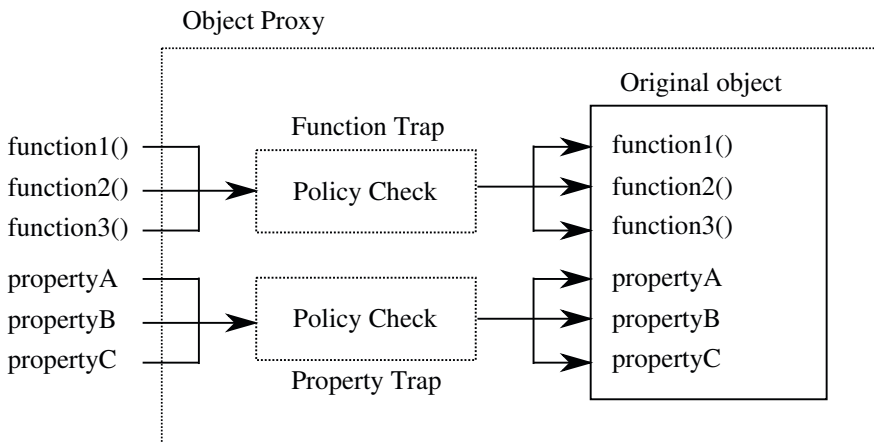 Object Proxy
Original object
Function Trap
function1()
function2()
function3()
Policy Check
function1()
function2()
function3()
propertyA
propertyB
propertyC
Policy Check
Property Trap
propertyA
propertyB
propertyC